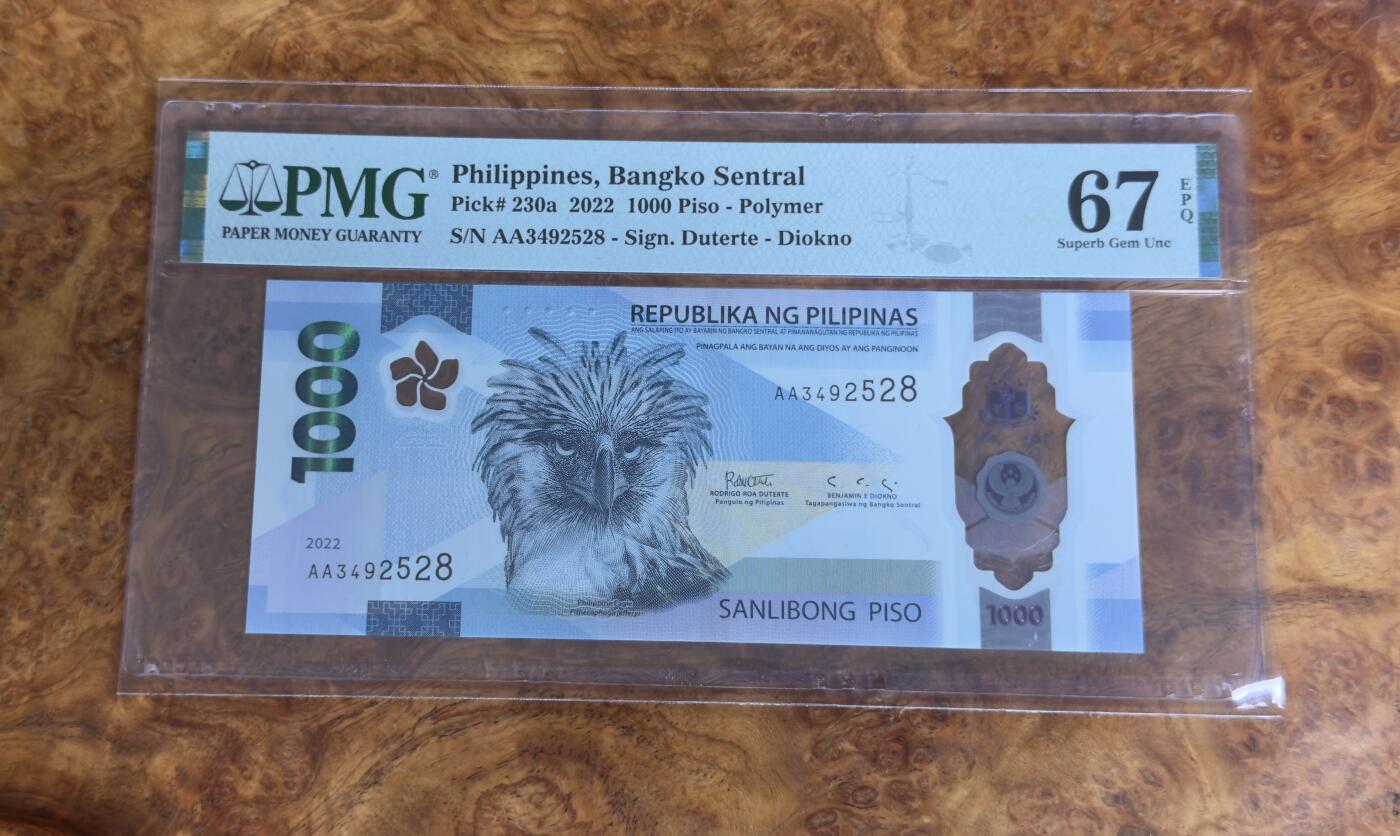 PMG®
PAPER MONEY GUARANTY
Philippines, Bangko Sentral
Pick# 230a 2022 1000 Piso - Polymer
S/N AA3492528 - Sign. Duterte - Diokno
67
EPQ
Superb Gem Unc
1000
REPUBLIKA NG PILIPINAS
ANG SALAPING ITO AY BAYARIN NG BANGKO SENTRAL AT PINANANAGUTAN NG REPUBLIKA NG PILIPINAS
PINAGPALA ANG BAYAN NA ANG DIYOS AY ANG PANGINOON
AA3492528
RODRIGO ROA DUTERTE
Pangulo ng Pilipinas
BENJAMIN E DIOKNO
Tagapangasiwa ng Bangko Sentral
2022
AA3492528
Philippine Eagle
Pithecophaga jefferyi
SANLIBONG PISO
1000